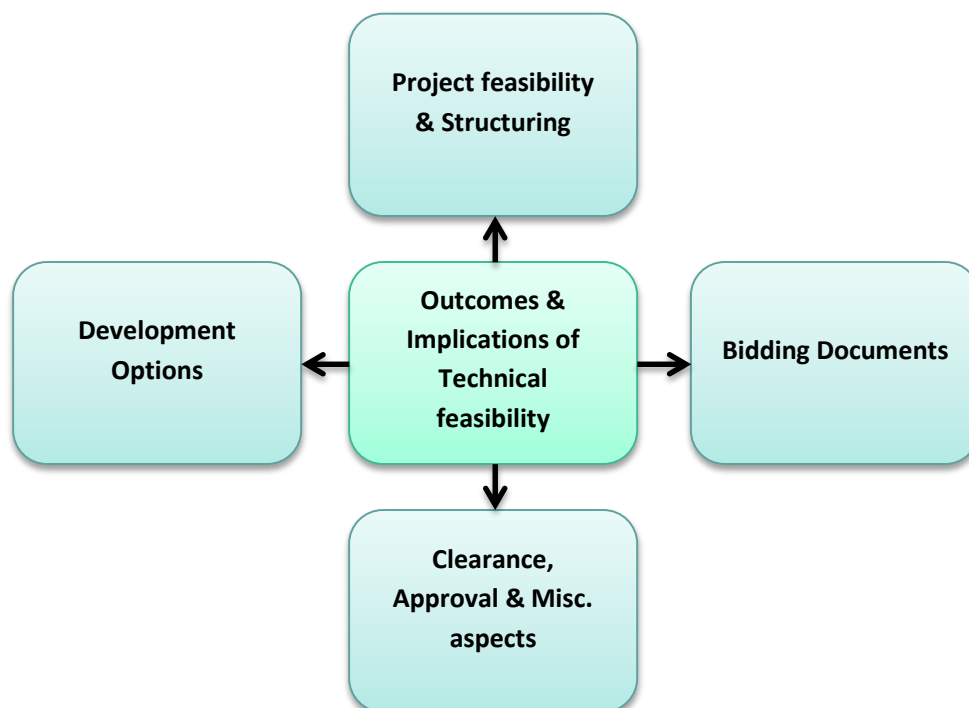 Project feasibility
& Structuring
Development
Options
Outcomes &
Implications of
Technical
feasibility
Bidding Documents
Clearance,
Approval & Misc.
aspects